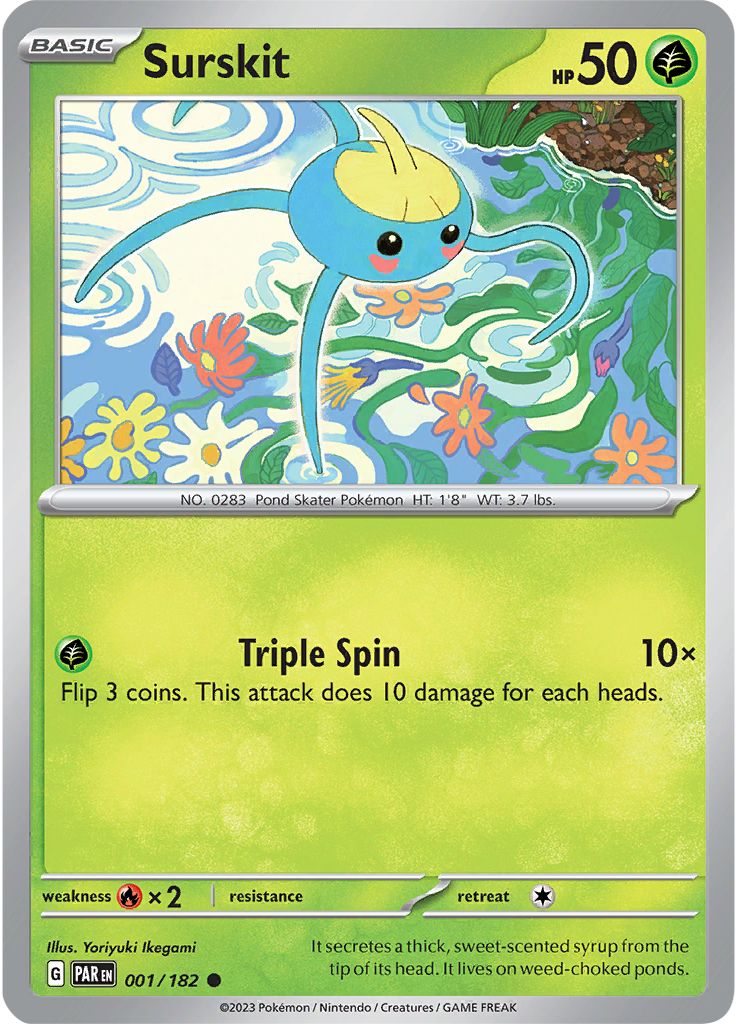 BASIC
Surskit
HP 50
NO. 0283 Pond Skater Pokémon HT: 1'8" WT: 3.7 lbs.
Triple Spin 10×
Flip 3 coins. This attack does 10 damage for each heads.
weakness ×2 resistance retreat
Illus. Yoriyuki Ikegami
It secretes a thick, sweet-scented syrup from the
tip of its head. It lives on weed-choked ponds.
G PAR EN 001/182
©2023 Pokémon / Nintendo / Creatures / GAME FREAK